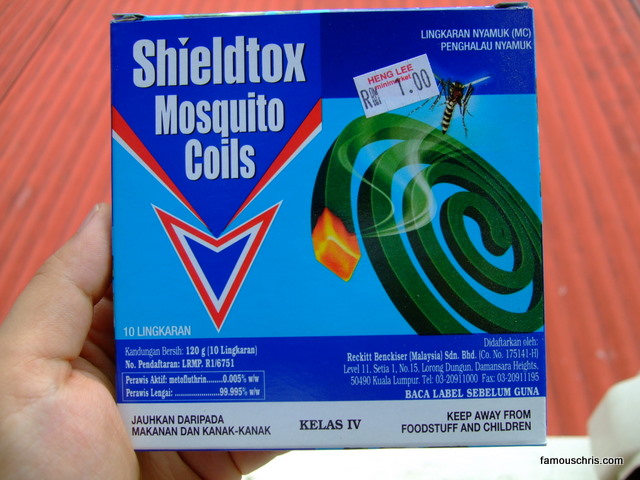 Shieldtox
Mosquito
Coils
LINGKARAN NYAMUK (MC)
PENGHALAU NYAMUK
HENG LEE
minimarket
RM 1.00
10 LINGKARAN
Kandungan Bersih: 120 g (10 Lingkaran)
No. Pendaftaran: LRMP. R1/6751
Perawis Aktif: metofluthrin........0.005% w/w
Perawis Lengai: ..........................99.995% w/w
Didaftarkan oleh:
Reckitt Benckiser (Malaysia) Sdn. Bhd. (Co. No. 175141-H)
Level 11, Setia 1, No.15, Lorong Dungun, Damansara Heights,
50490 Kuala Lumpur. Tel: 03-20911000 Fax: 03-20911195
BACA LABEL SEBELUM GUNA
JAUHKAN DARIPADA
MAKANAN DAN KANAK-KANAK
KELAS IV
KEEP AWAY FROM
FOODSTUFF AND CHILDREN
famouschris.com